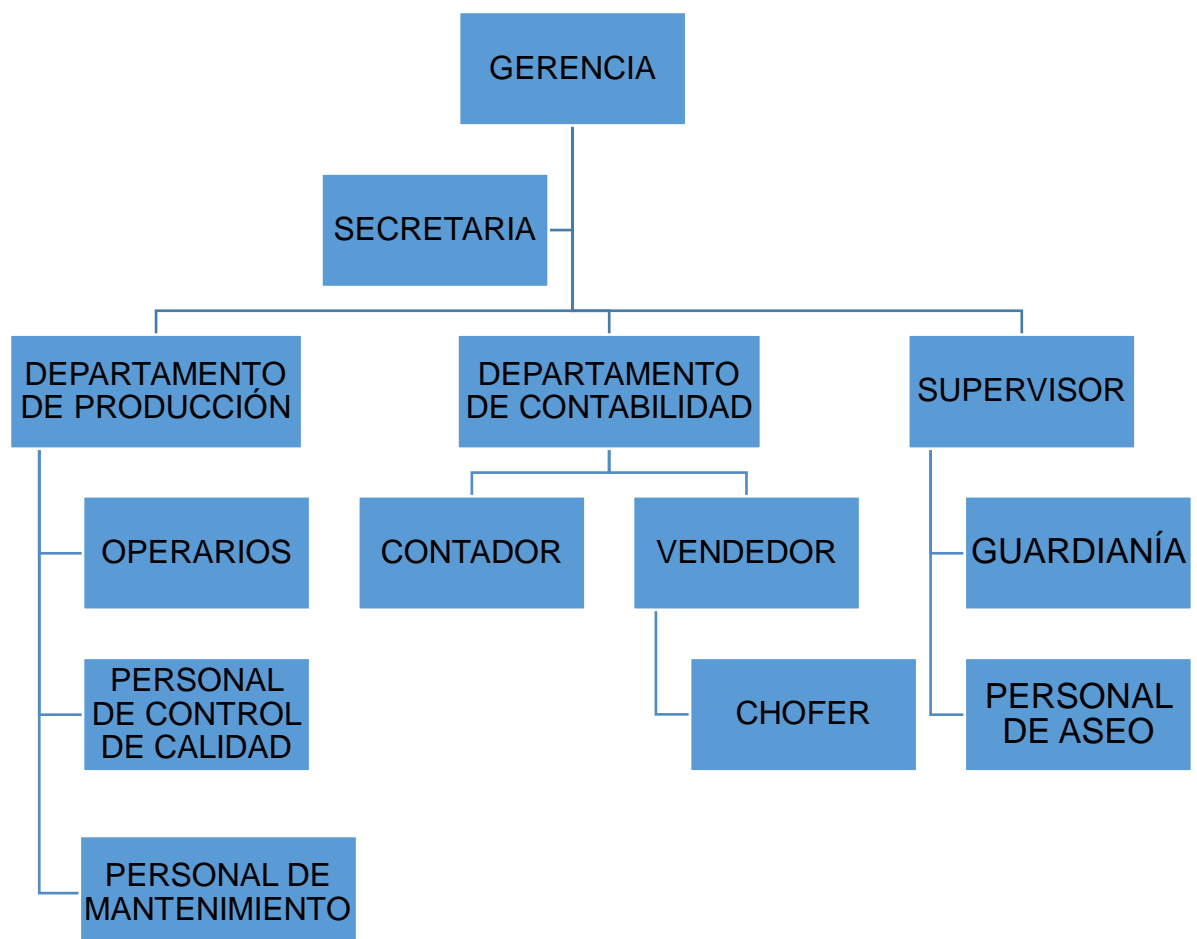 GERENCIA
SECRETARIA
DEPARTAMENTO
DE PRODUCCIÓN
DEPARTAMENTO
DE CONTABILIDAD
SUPERVISOR
OPERARIOS
CONTADOR
VENDEDOR
GUARDIANÍA
PERSONAL
DE CONTROL
DE CALIDAD
CHOFER
PERSONAL
DE ASEO
PERSONAL DE
MANTENIMIENTO